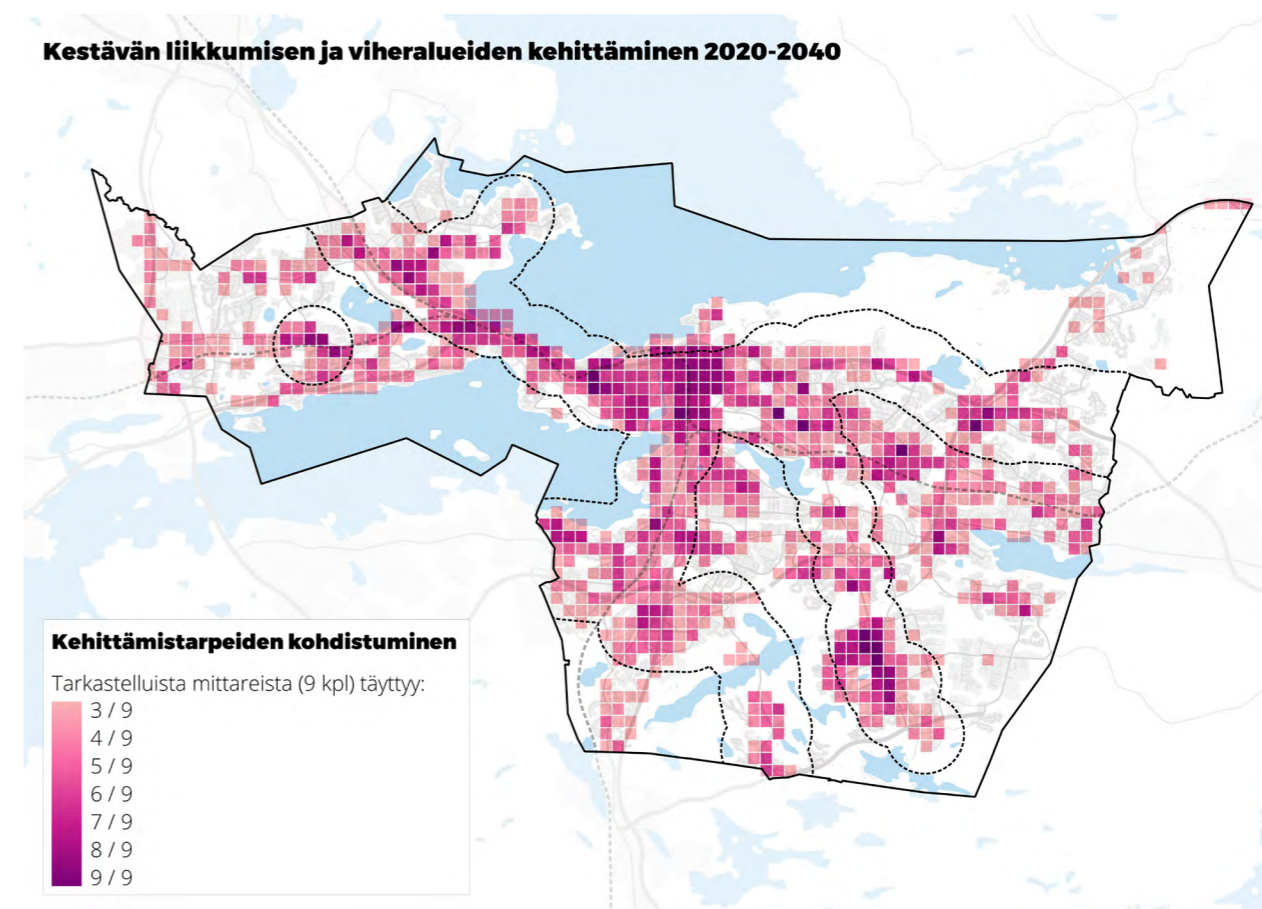 Kestävän liikkumisen ja viheralueiden kehittäminen 2020-2040
Kehittämistarpeiden kohdistuminen
Tarkastelluista mittareista (9 kpl) täyttyy:
3 / 9
4 / 9
5 / 9
6 / 9
7 / 9
8 / 9
9 / 9